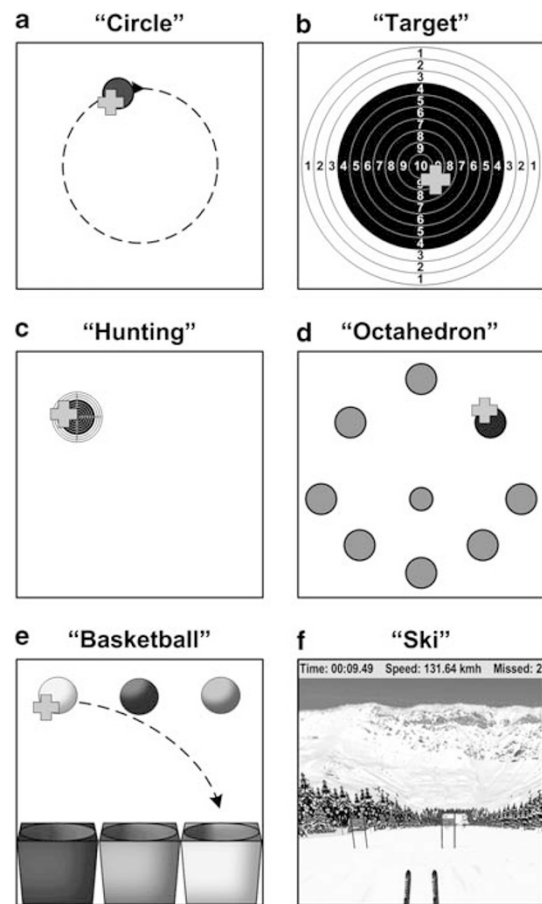 a "Circle"
b "Target"
1
2
3
4
5
6
7
8
9
1 2 3 4 5 6 7 8 9 10 9 8 7 6 5 4 3 2 1
9
8
7
6
5
4
3
2
1
c "Hunting"
d "Octahedron"
e "Basketball"
f "Ski"
Time: 00:09.49 Speed: 131.64 kmh Missed: 2